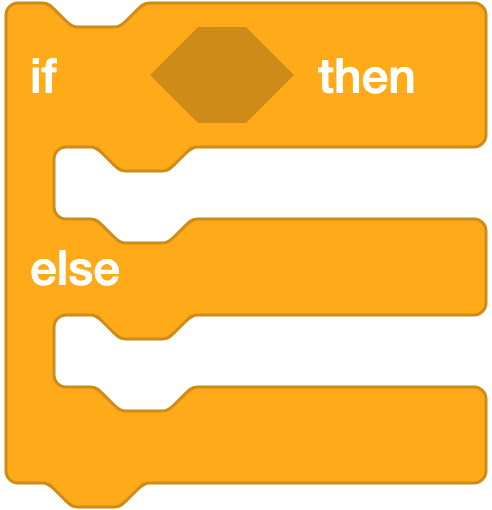 if then
else